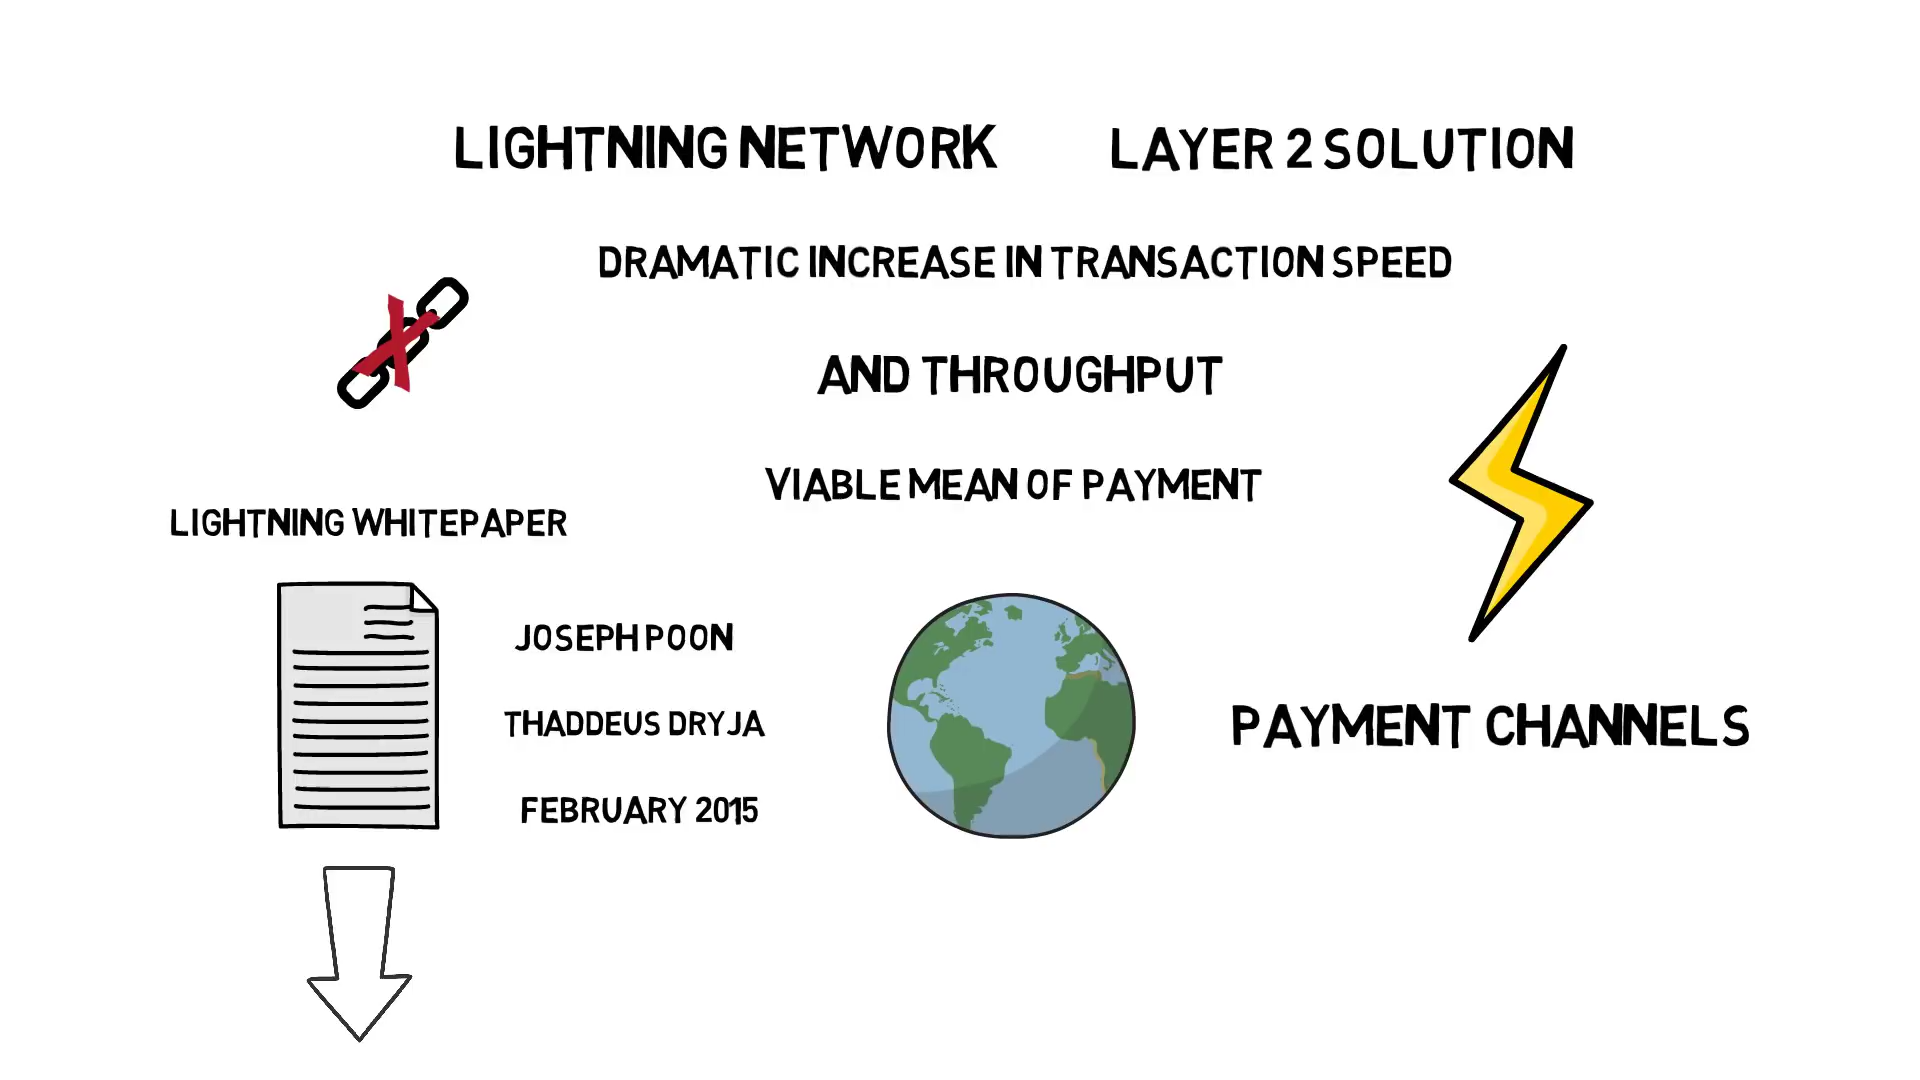 LIGHTNING NETWORK
LAYER 2 SOLUTION
DRAMATIC INCREASE IN TRANSACTION SPEED
AND THROUGHPUT
VIABLE MEAN OF PAYMENT
LIGHTNING WHITEPAPER
JOSEPH POON
THADDEUS DRYJA
FEBRUARY 2015
PAYMENT CHANNELS